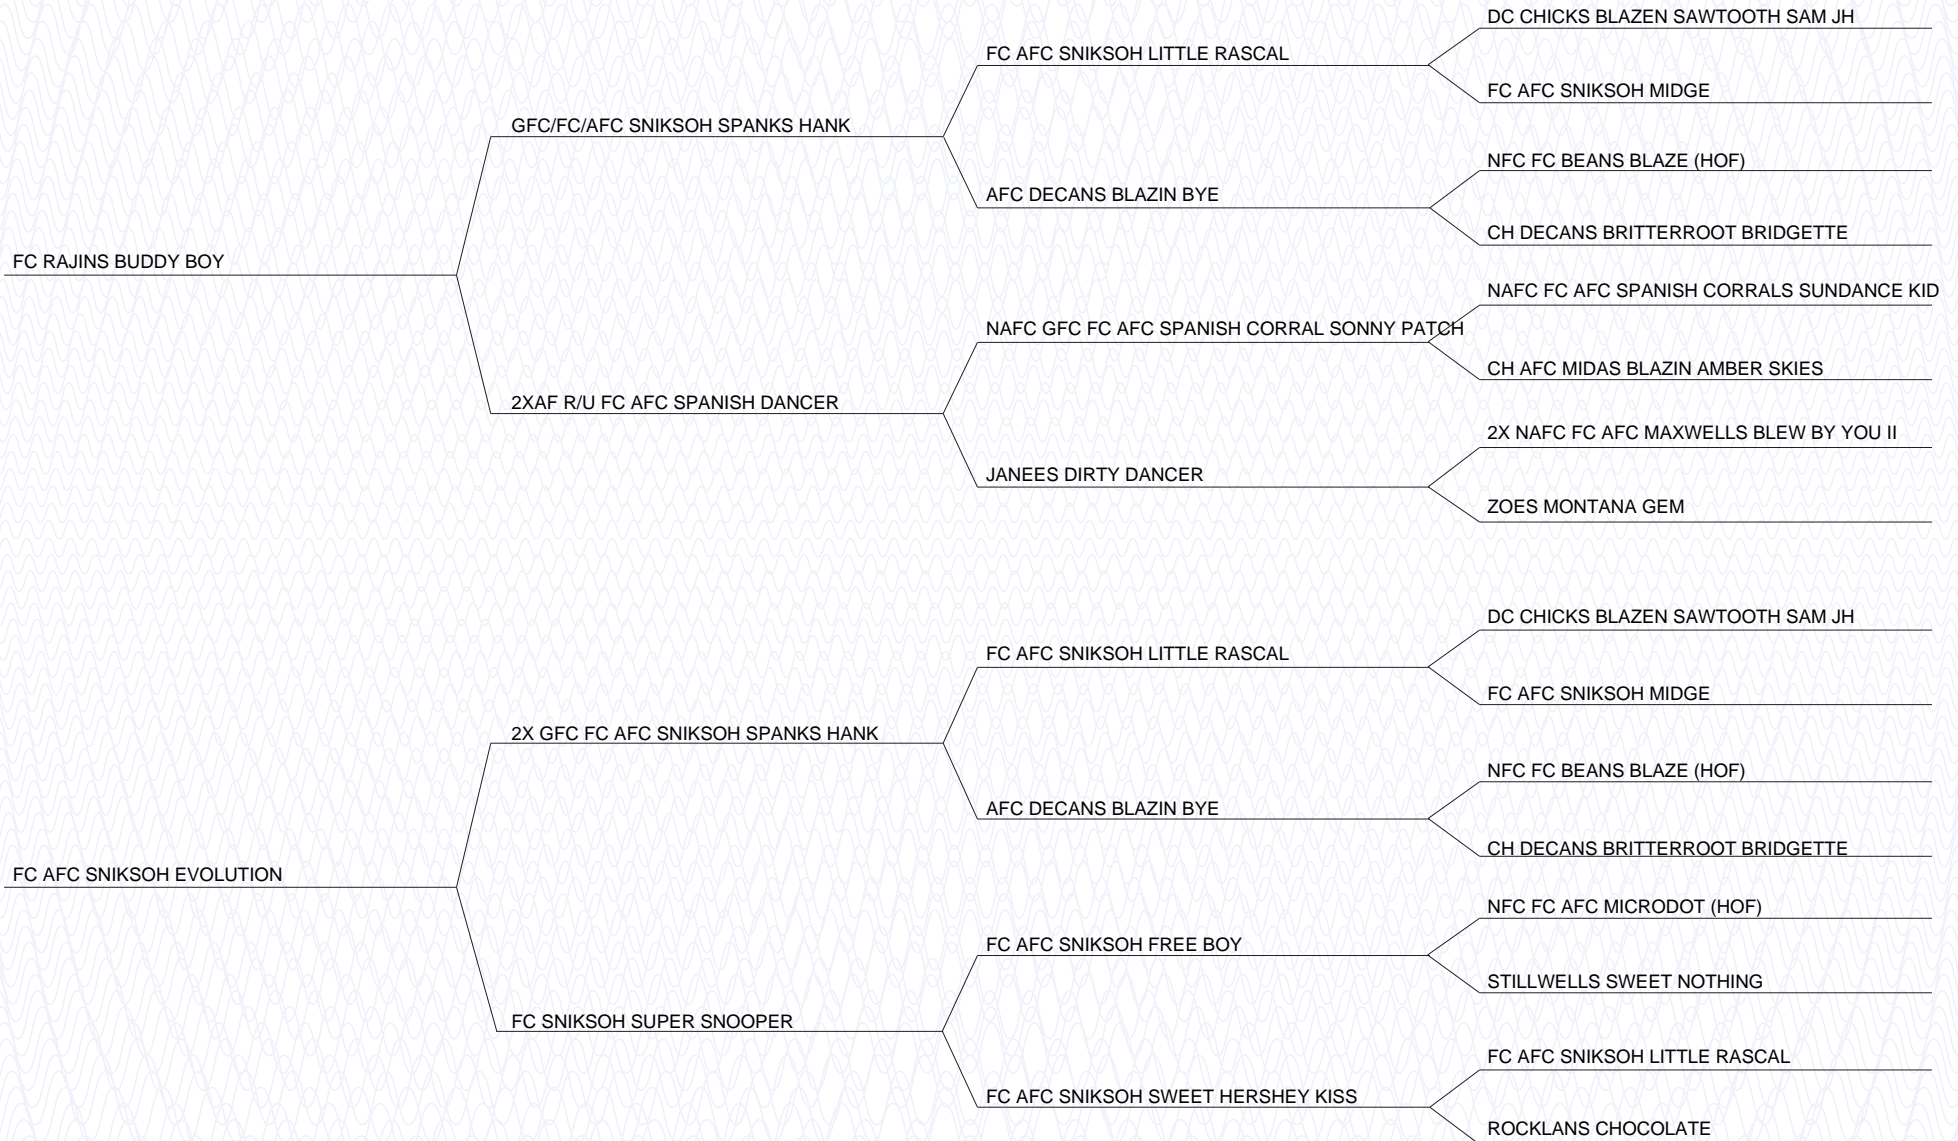 DC CHICKS BLAZEN SAWTOOTH SAM JH
FC AFC SNIKSOH LITTLE RASCAL
FC AFC SNIKSOH MIDGE
GFC/FC/AFC SNIKSOH SPANKS HANK
NFC FC BEANS BLAZE (HOF)
AFC DECANS BLAZIN BYE
CH DECANS BRITTERROOT BRIDGETTE
FC RAJINS BUDDY BOY
NAFC FC AFC SPANISH CORRALS SUNDANCE KID
NAFC GFC FC AFC SPANISH CORRAL SONNY PATCH
CH AFC MIDAS BLAZIN AMBER SKIES
2XAF R/U FC AFC SPANISH DANCER
2X NAFC FC AFC MAXWELLS BLEW BY YOU II
JANEES DIRTY DANCER
ZOES MONTANA GEM
DC CHICKS BLAZEN SAWTOOTH SAM JH
FC AFC SNIKSOH LITTLE RASCAL
FC AFC SNIKSOH MIDGE
2X GFC FC AFC SNIKSOH SPANKS HANK
NFC FC BEANS BLAZE (HOF)
AFC DECANS BLAZIN BYE
CH DECANS BRITTERROOT BRIDGETTE
FC AFC SNIKSOH EVOLUTION
NFC FC AFC MICRODOT (HOF)
FC AFC SNIKSOH FREE BOY
STILLWELLS SWEET NOTHING
FC SNIKSOH SUPER SNOOPER
FC AFC SNIKSOH LITTLE RASCAL
FC AFC SNIKSOH SWEET HERSHEY KISS
ROCKLANS CHOCOLATE